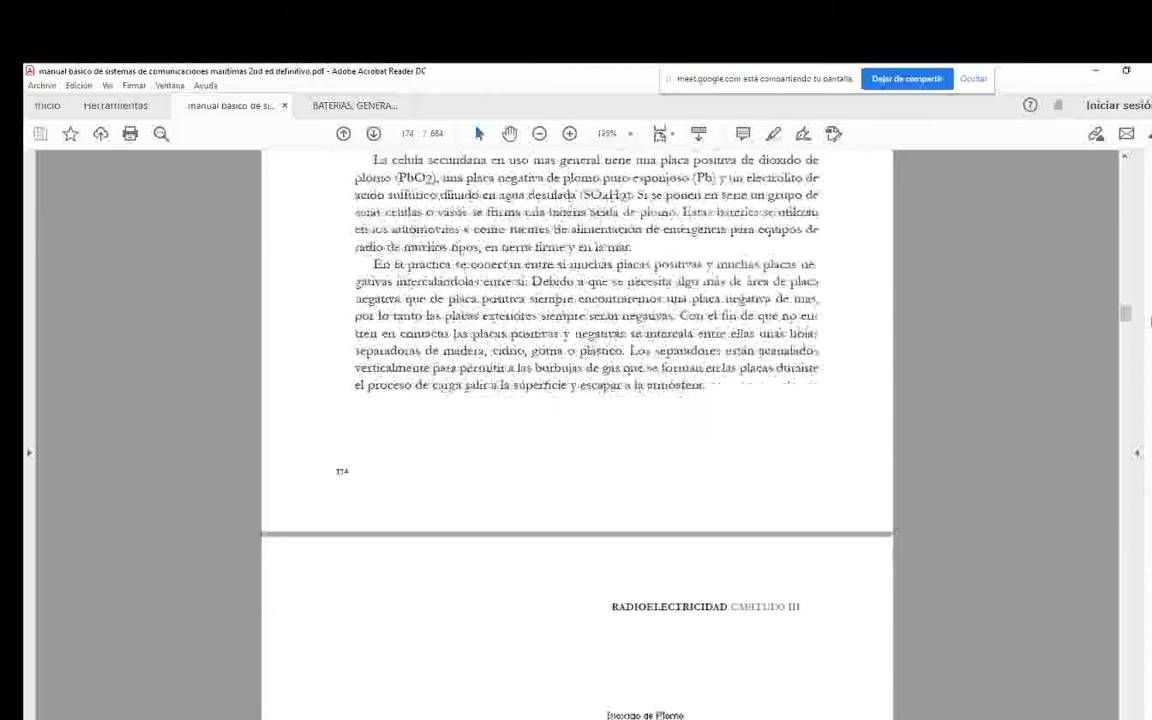 manual básico de sistemas de comunicaciones marítimas 2nd ed definitivo.pdf - Adobe Acrobat Reader DC
meet.google.com está compartiendo tu pantalla. Dejar de compartir Ocultar
Archivo Edición Ver Firmar Ventana Ayuda
Inicio Herramientas manual básico de si... × BATERÍAS, GENERA... Iniciar sesió
174 / 664 125%
La célula secundaria en uso más general tiene una placa positiva de dióxido de
plomo (PbO2), una placa negativa de plomo puro esponjoso (Pb) y un electrolito de
ácido sulfúrico diluado en agua destilada (SO4H2). Si se ponen en serie un grupo de
estas células o vasos se forma una batería ácida de plomo. Estas baterías se utilizan
en los automóviles y como fuentes de alimentación de emergencia para equipos de
radio de muchos tipos, en tierra firme y en la mar.
En la práctica se conectan entre sí muchas placas positivas y muchas placas ne-
gativas intercalándolas entre sí. Debido a que se necesita algo más de área de placa
negativa que de placa positiva siempre encontraremos una placa negativa de mas,
por lo tanto las placas exteriores siempre serán negativas. Con el fin de que no en-
tren en contacto las placas positivas y negativas se intercala entre ellas unas hojas
separadoras de madera, vidrio, goma o plástico. Los separadores están acanalados
verticalmente para permitir a las burbujas de gas que se forman en las placas durante
el proceso de carga salir a la superficie y escapar a la atmósfera.
174
RADIOELECTRICIDAD CAPITULO III
de Plomo